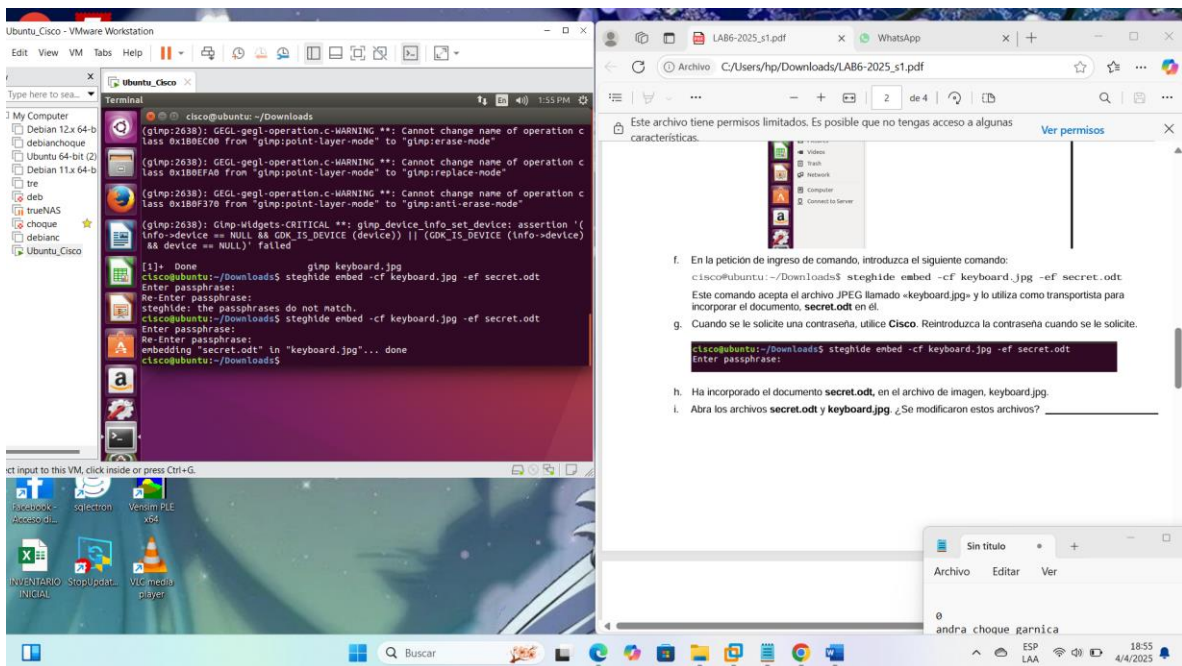 Ubuntu_Cisco - VMware Workstation
Edit View VM Tabs Help
Type here to sea...
My Computer
Debian 12.x 64-b
debianchoque
Ubuntu 64-bit (2)
Debian 11.x 64-b
tre
deb
trueNAS
choque
debianc
Ubuntu_Cisco
Ubuntu_Cisco
Terminal
En 1:55 PM
cisco@ubuntu: ~/Downloads
(gimp:2638): GEGL-gegl-operation.c-WARNING **: Cannot change name of operation c
lass 0x1B0EC00 from "gimp:point-layer-mode" to "gimp:erase-mode"
(gimp:2638): GEGL-gegl-operation.c-WARNING **: Cannot change name of operation c
lass 0x1B0EFA0 from "gimp:point-layer-mode" to "gimp:replace-mode"
(gimp:2638): GEGL-gegl-operation.c-WARNING **: Cannot change name of operation c
lass 0x1B0F370 from "gimp:point-layer-mode" to "gimp:anti-erase-mode"
(gimp:2638): Gimp-Widgets-CRITICAL **: gimp_device_info_set_device: assertion '(
info->device == NULL && GDK_IS_DEVICE (device)) || (GDK_IS_DEVICE (info->device)
&& device == NULL)' failed
[1]+ Done gimp keyboard.jpg
cisco@ubuntu:~/Downloads$ steghide embed -cf keyboard.jpg -ef secret.odt
Enter passphrase:
Re-Enter passphrase:
steghide: the passphrases do not match.
cisco@ubuntu:~/Downloads$ steghide embed -cf keyboard.jpg -ef secret.odt
Enter passphrase:
Re-Enter passphrase:
embedding "secret.odt" in "keyboard.jpg"... done
cisco@ubuntu:~/Downloads$
ect input to this VM, click inside or press Ctrl+G.
Facebook - Acceso di...
sqlectron
Vensim PLE x64
INVENTARIO INICIAL
StopUpdat...
VLC media player
LAB6-2025_s1.pdf
WhatsApp
Archivo C:/Users/hp/Downloads/LAB6-2025_s1.pdf
2 de 4
Este archivo tiene permisos limitados. Es posible que no tengas acceso a algunas
características.
Ver permisos
Videos
Trash
Network
Computer
Connect to Server
f. En la petición de ingreso de comando, introduzca el siguiente comando:
cisco@ubuntu:~/Downloads$ steghide embed -cf keyboard.jpg -ef secret.odt
Este comando acepta el archivo JPEG llamado «keyboard.jpg» y lo utiliza como transportista para
incorporar el documento, secret.odt en él.
g. Cuando se le solicite una contraseña, utilice Cisco. Reintroduzca la contraseña cuando se le solicite.
cisco@ubuntu:~/Downloads$ steghide embed -cf keyboard.jpg -ef secret.odt
Enter passphrase:
h. Ha incorporado el documento secret.odt, en el archivo de imagen, keyboard.jpg.
i. Abra los archivos secret.odt y keyboard.jpg. ¿Se modificaron estos archivos?
Sin titulo
Archivo Editar Ver
0
andra choque garnica
Buscar
ESP
LAA
18:55
4/4/2025